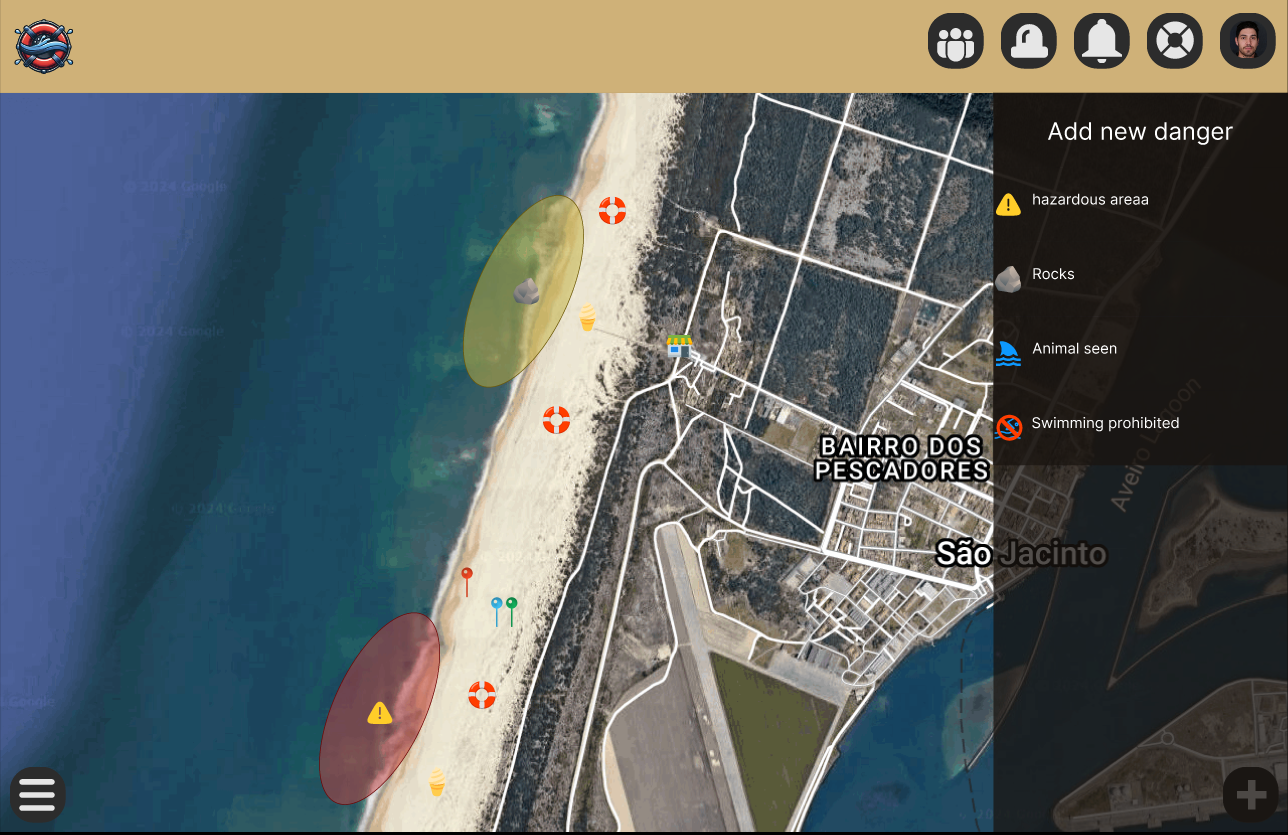 Add new danger
© 2024 Google
hazardous areaa
Rocks
© 2024 Google
Animal seen
Swimming prohibited
BAIRRO DOS
PESCADORES
Aveiro Lagoon
© 2024 Google
São Jacinto
© 2024
Google